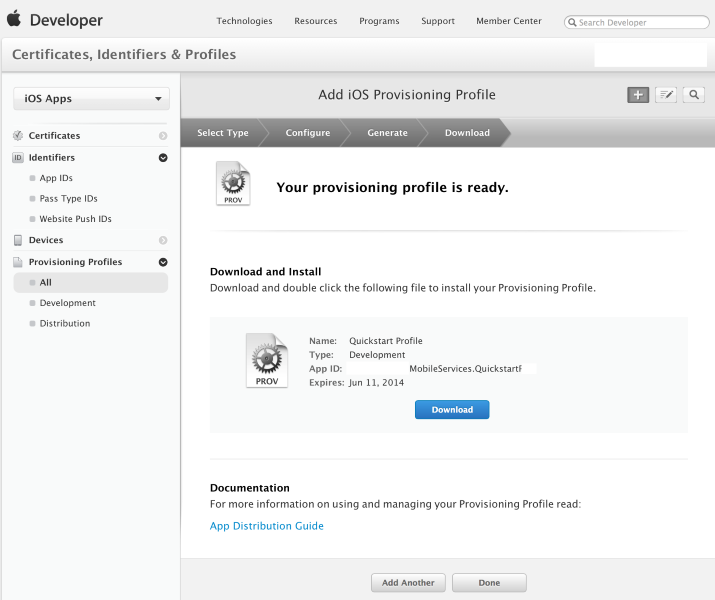 Developer
Technologies Resources Programs Support Member Center Search Developer
Certificates, Identifiers & Profiles
iOS Apps
Certificates
ID Identifiers
App IDs
Pass Type IDs
Website Push IDs
Devices
Provisioning Profiles
All
Development
Distribution
Add iOS Provisioning Profile
Select Type Configure Generate Download
PROV
Your provisioning profile is ready.
Download and Install
Download and double click the following file to install your Provisioning Profile.
PROV
Name: Quickstart Profile
Type: Development
App ID: MobileServices.Quickstart
Expires: Jun 11, 2014
Download
Documentation
For more information on using and managing your Provisioning Profile read:
App Distribution Guide
Add Another Done